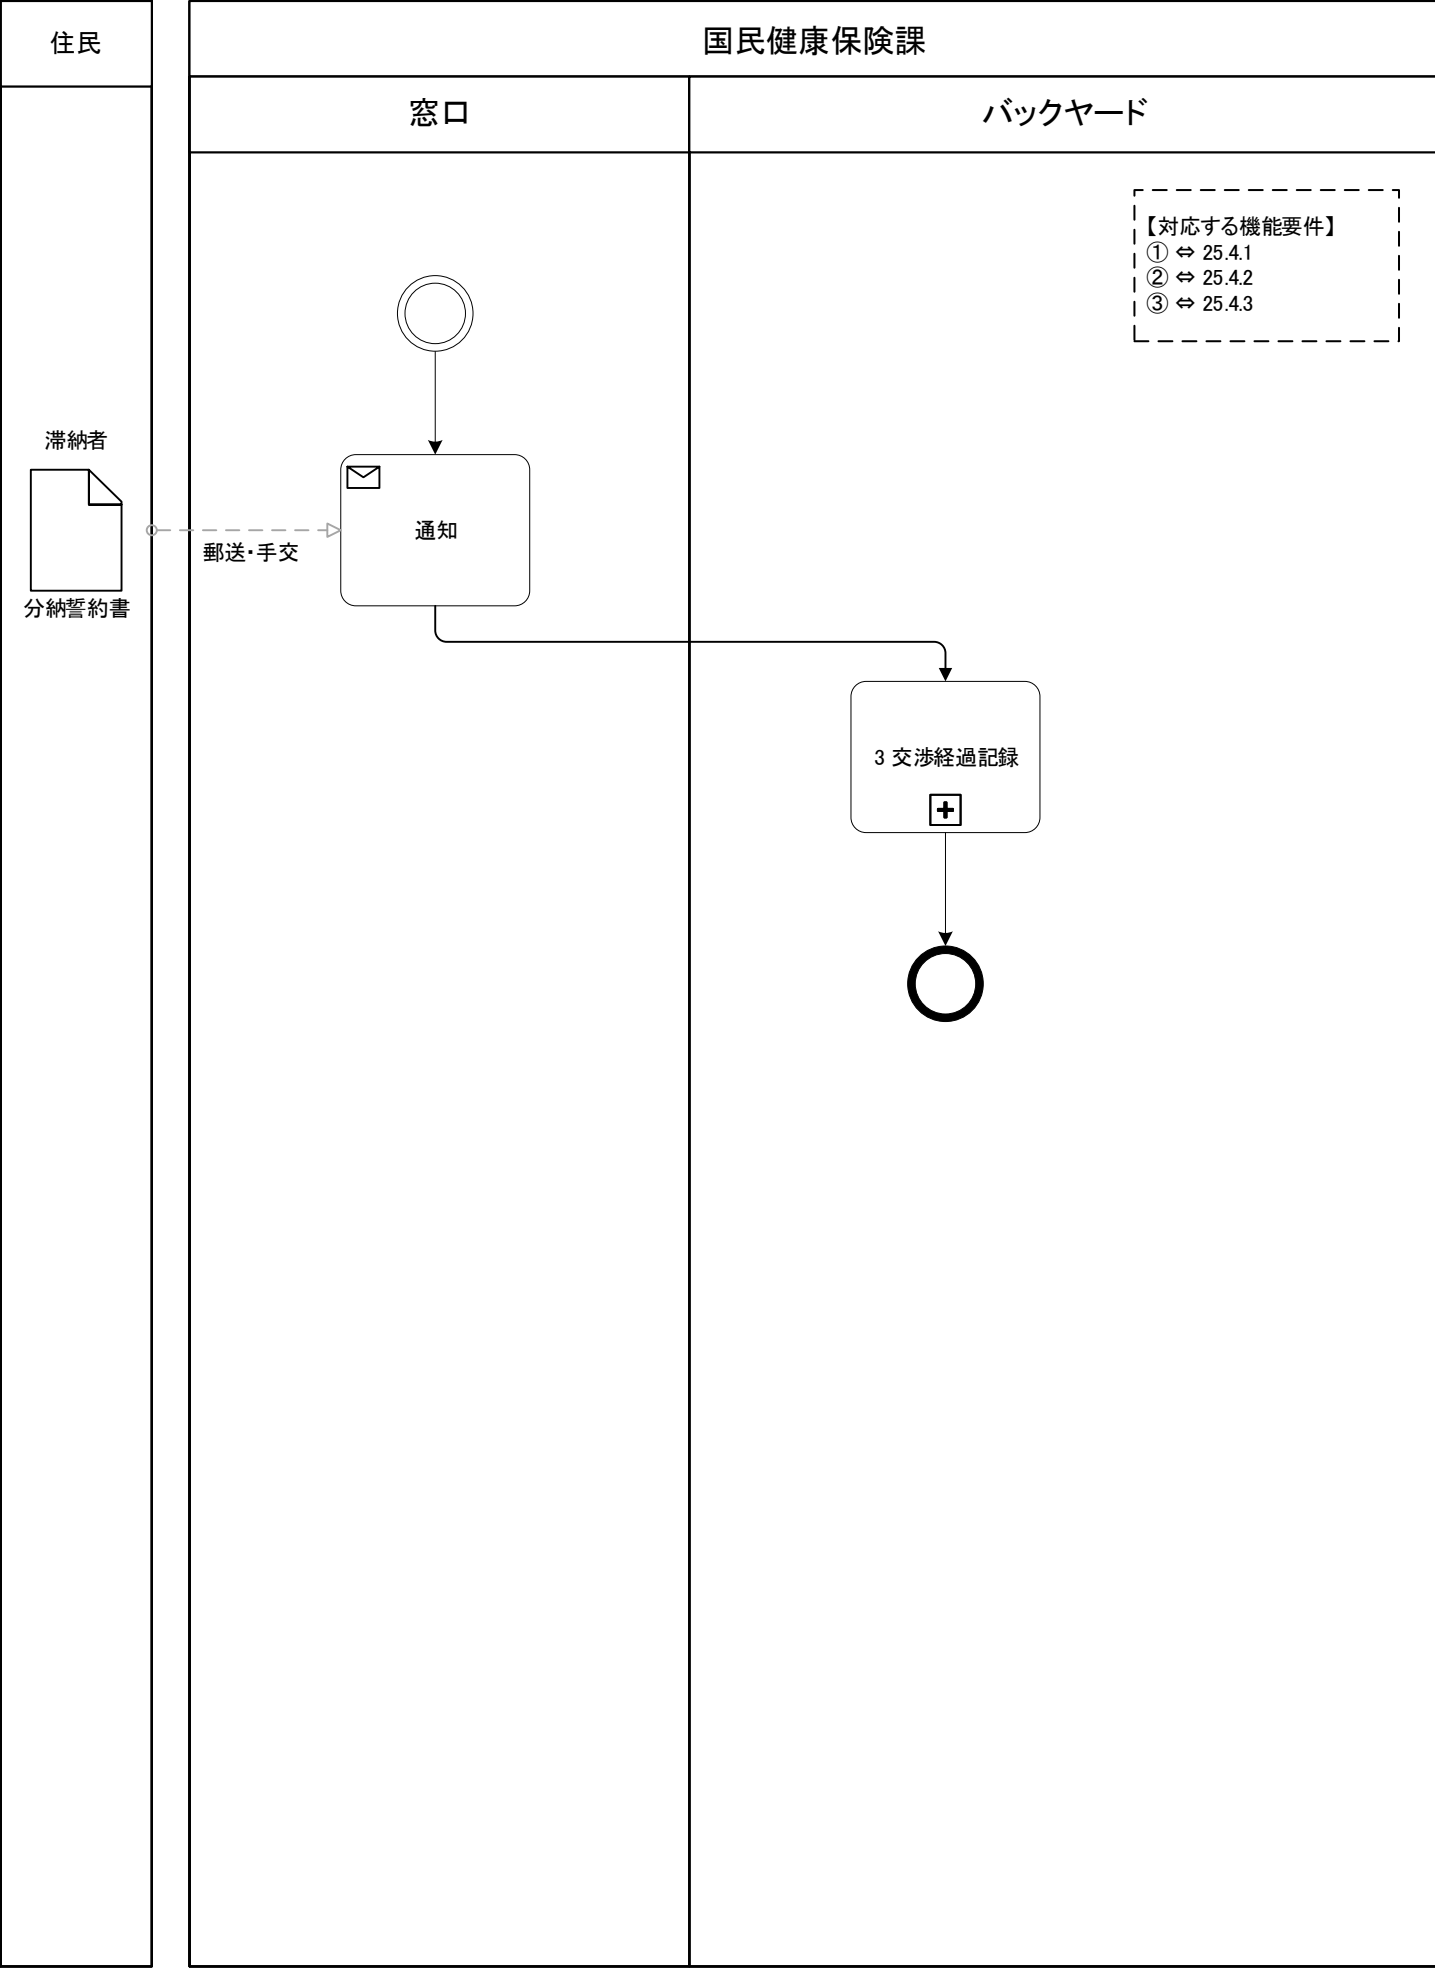 住民
国民健康保険課
窓口
バックヤード
【対応する機能要件】
① ⇔ 25.4.1
② ⇔ 25.4.2
③ ⇔ 25.4.3
滞納者
通知
郵送・手交
分納誓約書
3 交渉経過記録